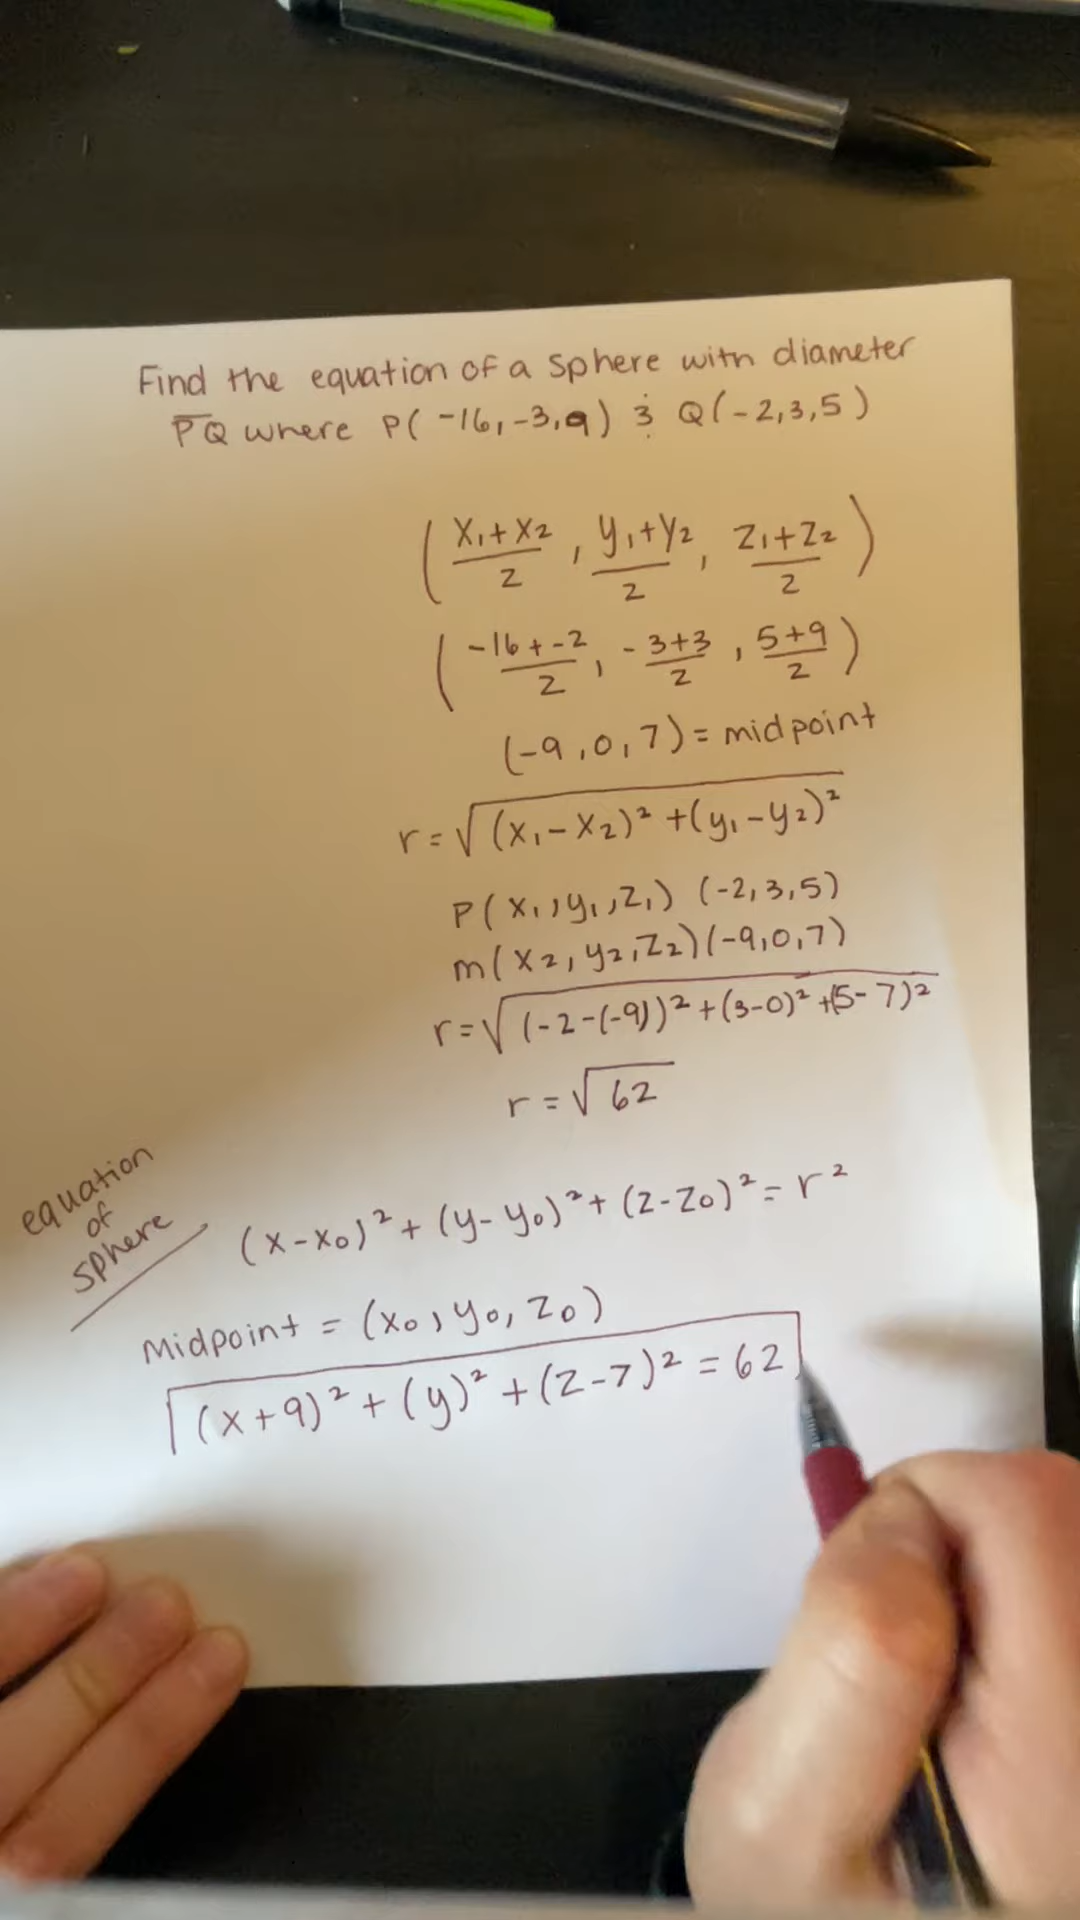 Find the equation of a sphere with diameter
PQ where P(-16,-3,9) & Q(-2,3,5)
(X₁+X₂/2, y₁+y₂/2, Z₁+Z₂/2)
(-16+-2/2, -3+3/2, 5+9/2)
(-9,0,7)=midpoint
r=√(x₁-x₂)²+(y₁-y₂)²
P(x₁,y₁,Z₁) (-2,3,5)
m(x₂,y₂,Z₂)(-9,0,7)
r=√(-2-(-9))²+(3-0)²+(5-7)²
r=√62
equation
of
sphere
(x-x₀)²+(y-y₀)²+(z-z₀)²=r²
Midpoint = (x₀,y₀,z₀)
(x+9)²+(y)²+(z-7)²=62